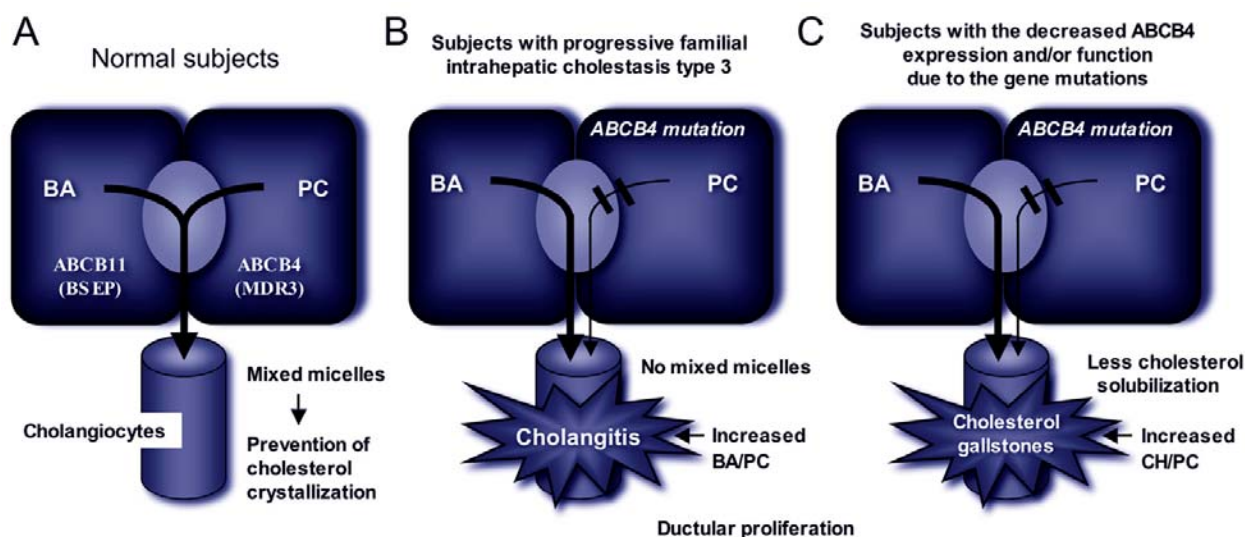 A
Normal subjects
BA
PC
ABCB11
(BSEP)
ABCB4
(MDR3)
Cholangiocytes
Mixed micelles
Prevention of
cholesterol
crystallization
B
Subjects with progressive familial
intrahepatic cholestasis type 3
ABCB4 mutation
BA
PC
No mixed micelles
Cholangitis
Increased
BA/PC
Ductular proliferation
C
Subjects with the decreased ABCB4
expression and/or function
due to the gene mutations
ABCB4 mutation
BA
PC
Less cholesterol
solubilization
Cholesterol
gallstones
Increased
CH/PC